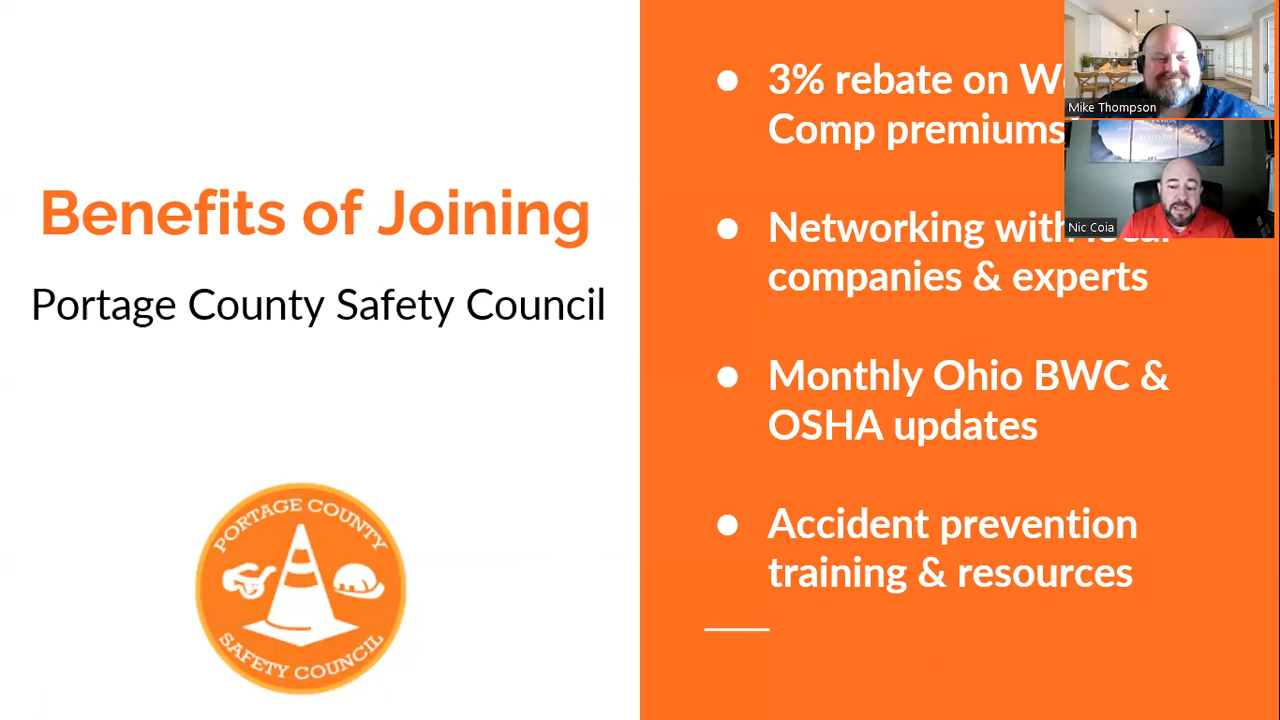 Benefits of Joining
Portage County Safety Council
PORTAGE COUNTY
SAFETY COUNCIL
● 3% rebate on
Comp premiums
● Networking with local
companies & experts
● Monthly Ohio BWC &
OSHA updates
● Accident prevention
training & resources
Mike Thompson
Nic Coia